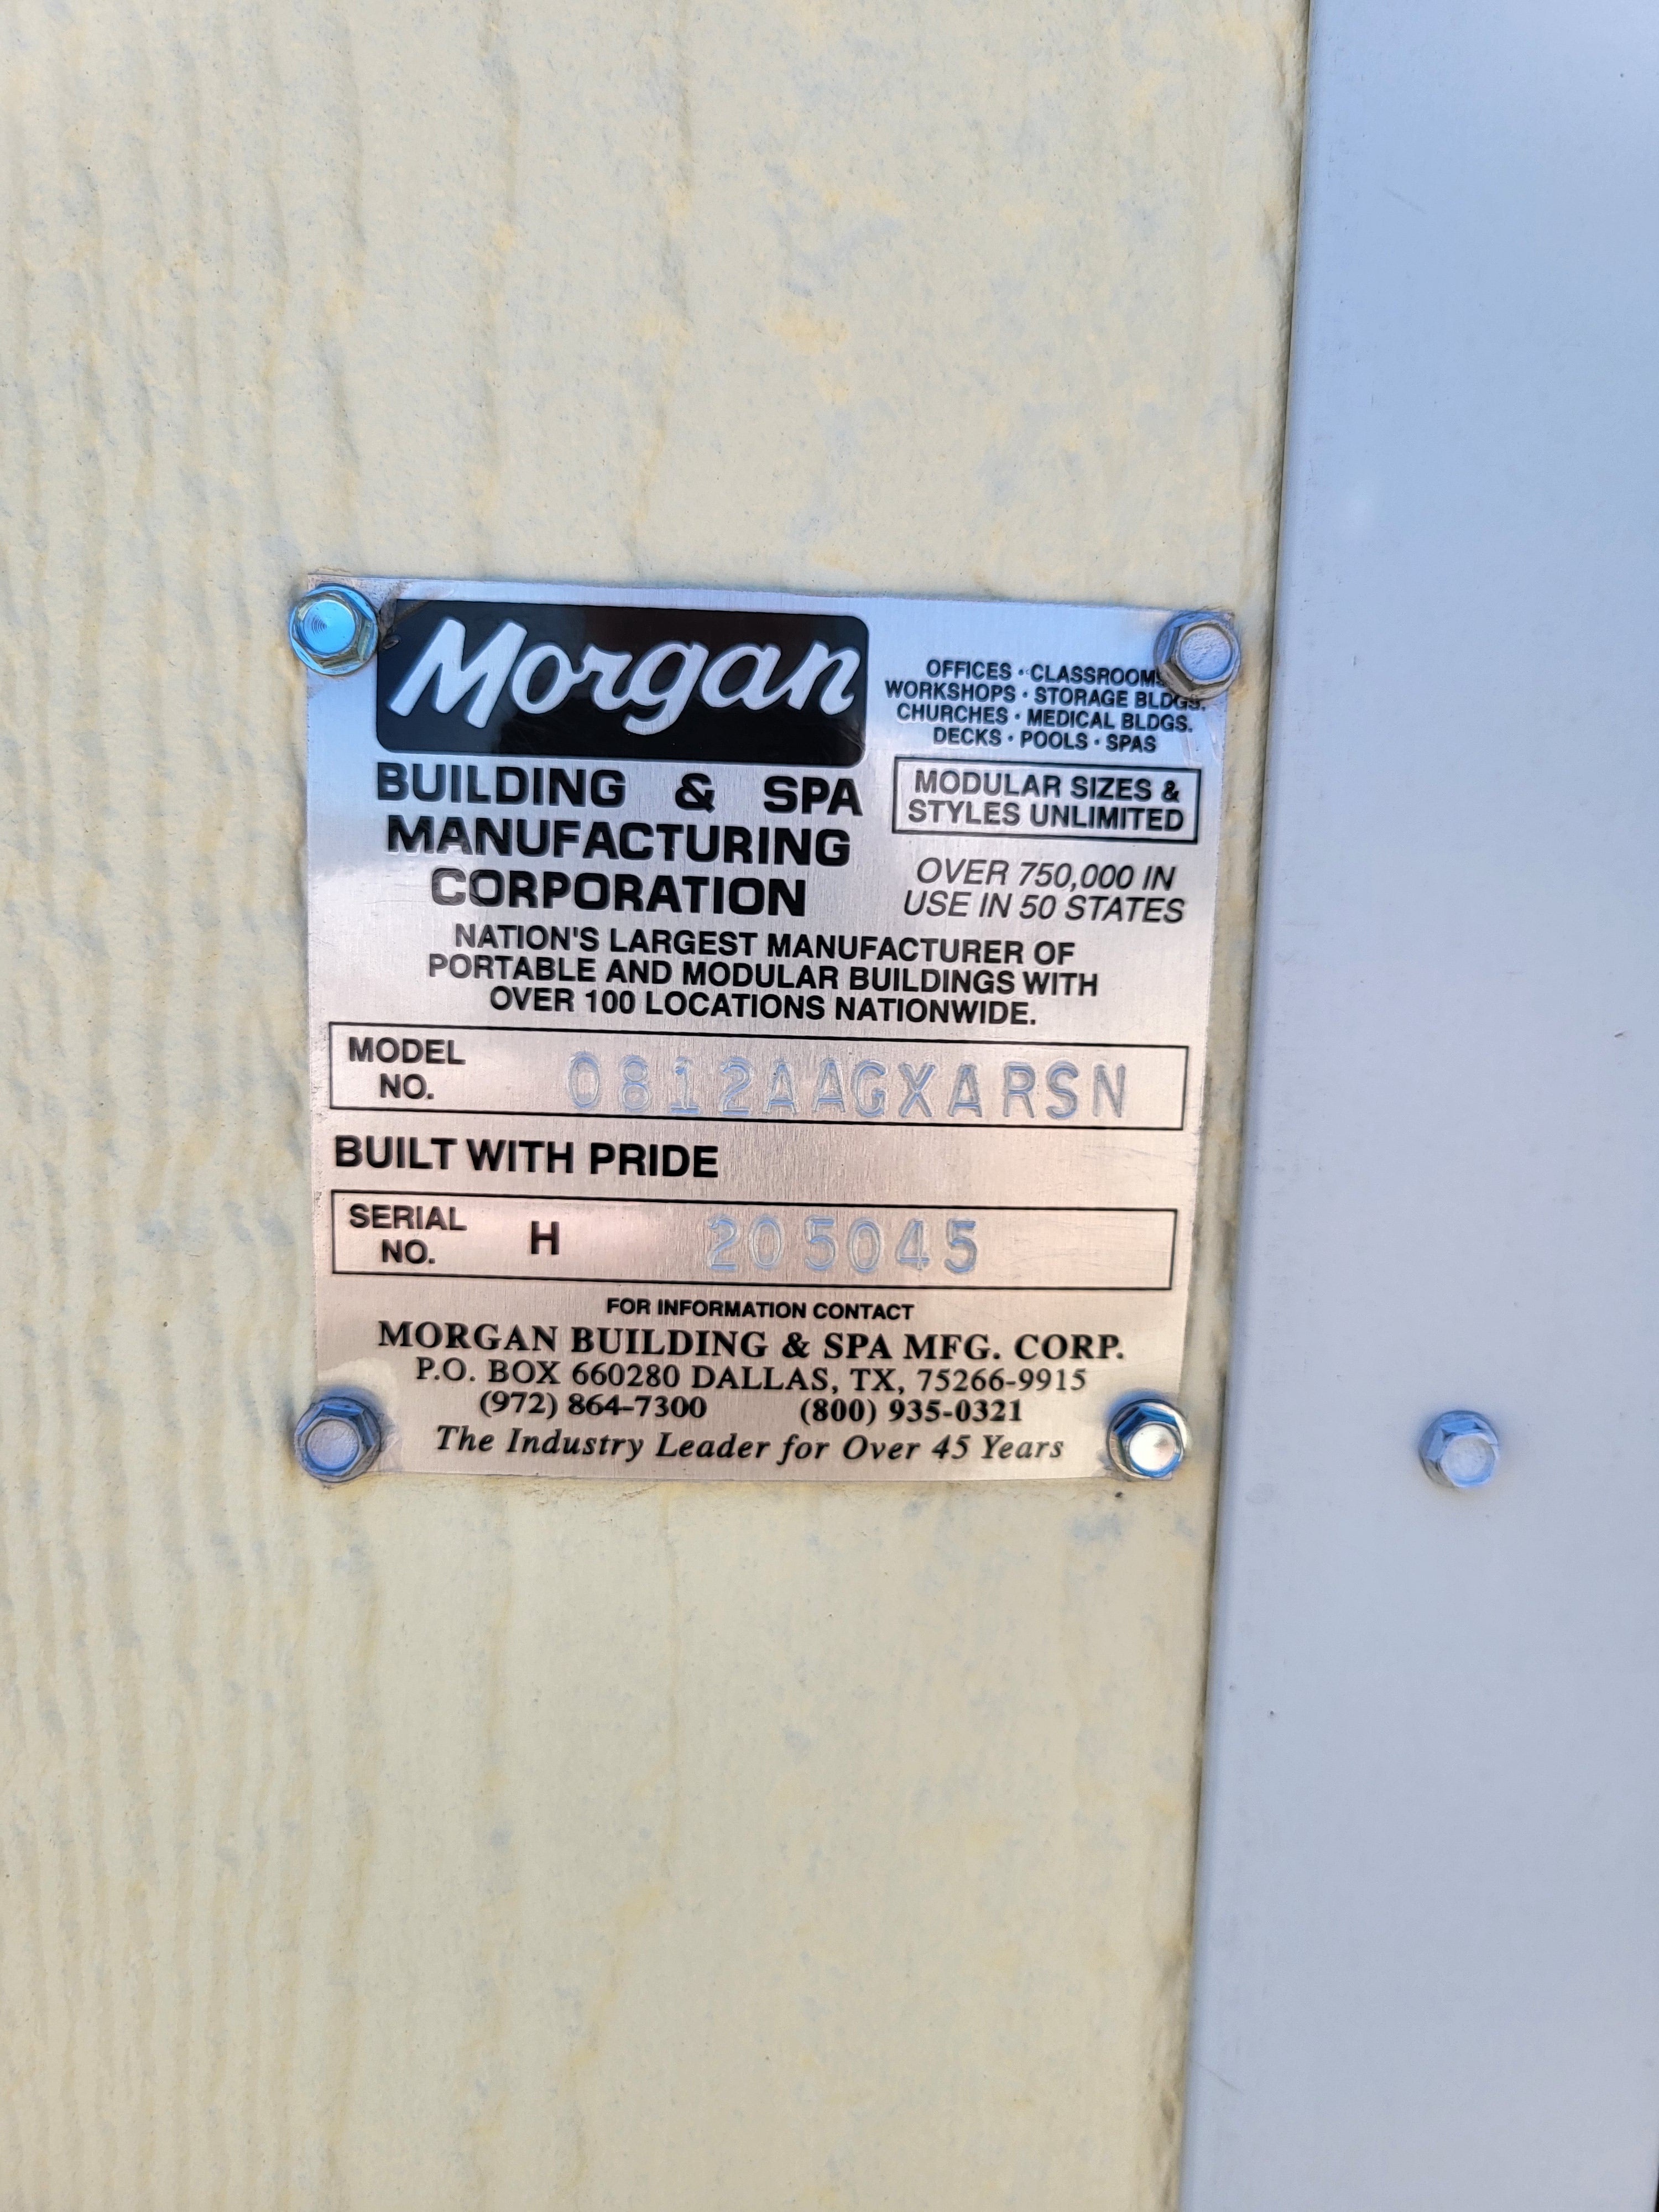 Morgan
BUILDING & SPA
MANUFACTURING
CORPORATION
OFFICES · CLASSROOMS
WORKSHOPS · STORAGE BLDGS.
CHURCHES · MEDICAL BLDGS.
DECKS · POOLS · SPAS
MODULAR SIZES &
STYLES UNLIMITED
OVER 750,000 IN
USE IN 50 STATES
NATION'S LARGEST MANUFACTURER OF
PORTABLE AND MODULAR BUILDINGS WITH
OVER 100 LOCATIONS NATIONWIDE.
MODEL
NO. 0812AAGXARSN
BUILT WITH PRIDE
SERIAL
NO. H 205045
FOR INFORMATION CONTACT
MORGAN BUILDING & SPA MFG. CORP.
P.O. BOX 660280 DALLAS, TX, 75266-9915
(972) 864-7300 (800) 935-0321
The Industry Leader for Over 45 Years